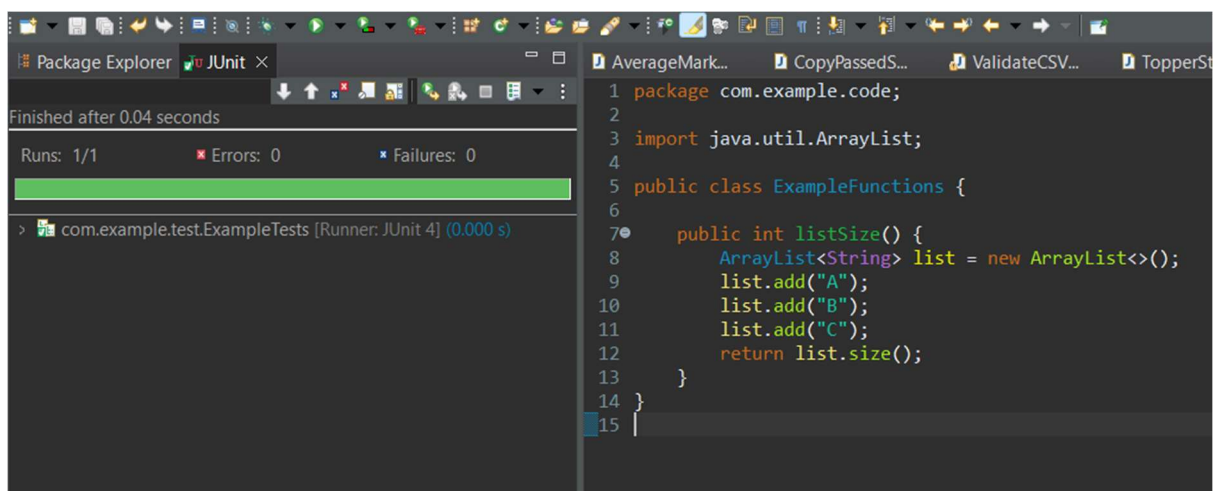 Package Explorer JUnit
Finished after 0.04 seconds
Runs: 1/1 Errors: 0 Failures: 0
com.example.test.ExampleTests [Runner: JUnit 4] (0.000 s)
AverageMark... CopyPassedS... ValidateCSV... TopperSt
1 package com.example.code;
2
3 import java.util.ArrayList;
4
5 public class ExampleFunctions {
6
7 public int listSize() {
8 ArrayList<String> list = new ArrayList<>();
9 list.add("A");
10 list.add("B");
11 list.add("C");
12 return list.size();
13 }
14 }
15